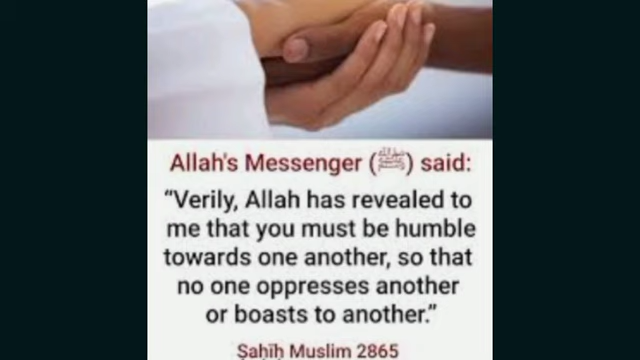 Allah's Messenger (ﷺ) said:
“Verily, Allah has revealed to
me that you must be humble
towards one another, so that
no one oppresses another
or boasts to another.”
Ṣaḥīḥ Muslim 2865